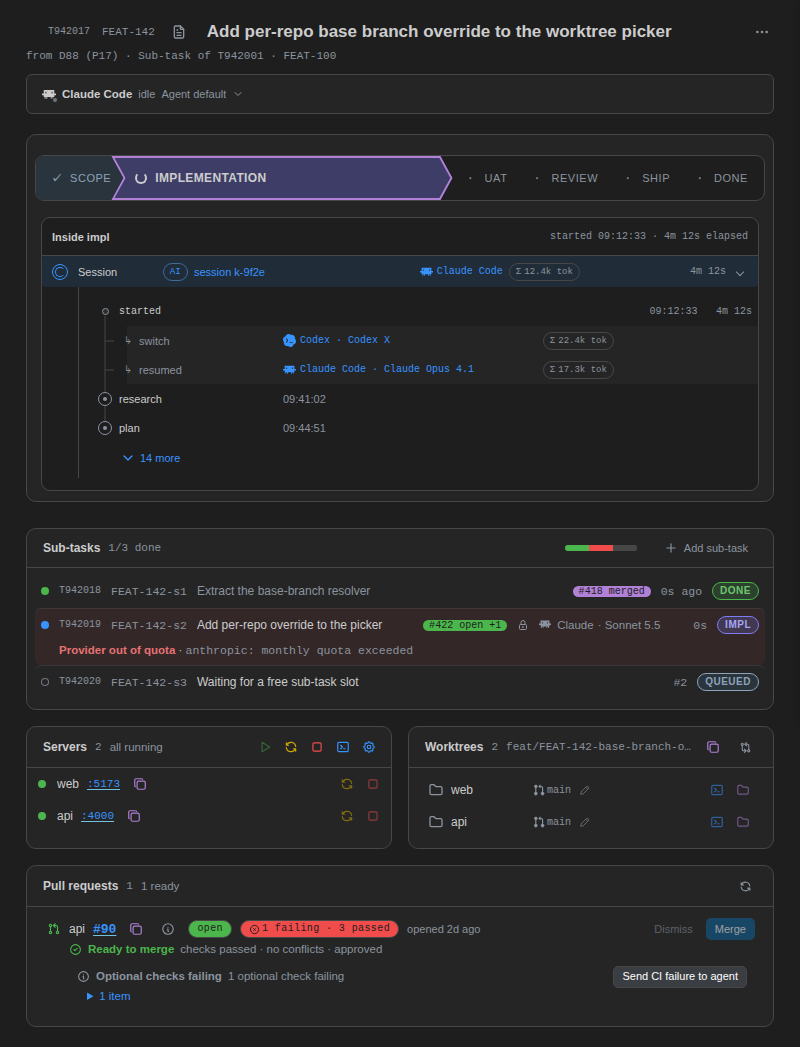 T942017 FEAT-142 Add per-repo base branch override to the worktree picker
from D88 (P17) · Sub-task of T942001 · FEAT-100
Claude Code idle Agent default
SCOPE IMPLEMENTATION · UAT · REVIEW · SHIP · DONE
Inside impl started 09:12:33 · 4m 12s elapsed
Session AI session k-9f2e Claude Code Σ 12.4k tok 4m 12s
started 09:12:33 4m 12s
↳ switch Codex · Codex X Σ 22.4k tok
↳ resumed Claude Code · Claude Opus 4.1 Σ 17.3k tok
research 09:41:02
plan 09:44:51
14 more
Sub-tasks 1/3 done Add sub-task
T942018 FEAT-142-s1 Extract the base-branch resolver #418 merged 0s ago DONE
T942019 FEAT-142-s2 Add per-repo override to the picker #422 open +1 Claude · Sonnet 5.5 0s IMPL
Provider out of quota · anthropic: monthly quota exceeded
T942020 FEAT-142-s3 Waiting for a free sub-task slot #2 QUEUED
Servers 2 all running
web :5173
api :4000
Worktrees 2 feat/FEAT-142-base-branch-o…
web main
api main
Pull requests 1 1 ready
api #90 open 1 failing · 3 passed opened 2d ago Dismiss Merge
Ready to merge checks passed · no conflicts · approved
Optional checks failing 1 optional check failing Send CI failure to agent
1 item